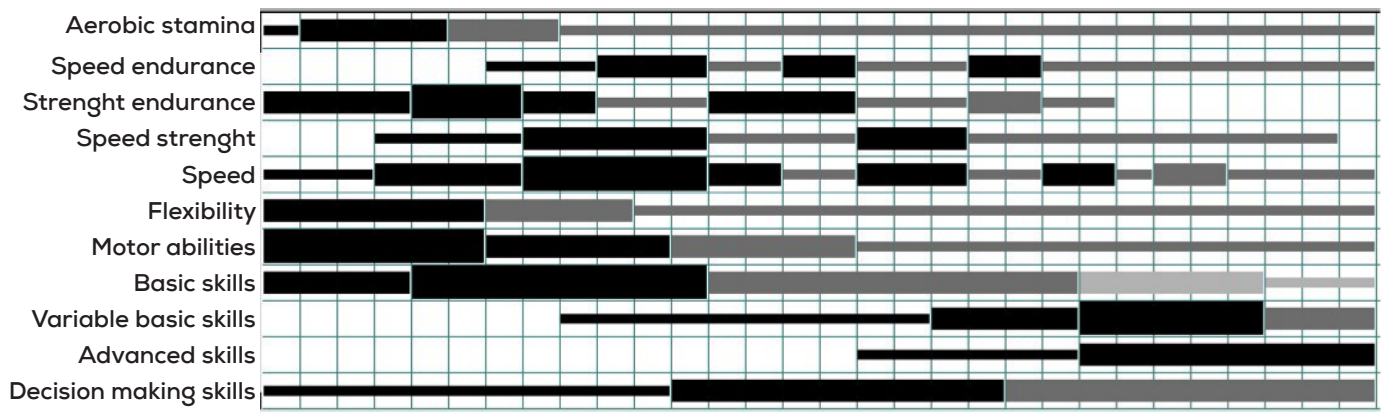 Aerobic stamina
Speed endurance
Strenght endurance
Speed strenght
Speed
Flexibility
Motor abilities
Basic skills
Variable basic skills
Advanced skills
Decision making skills